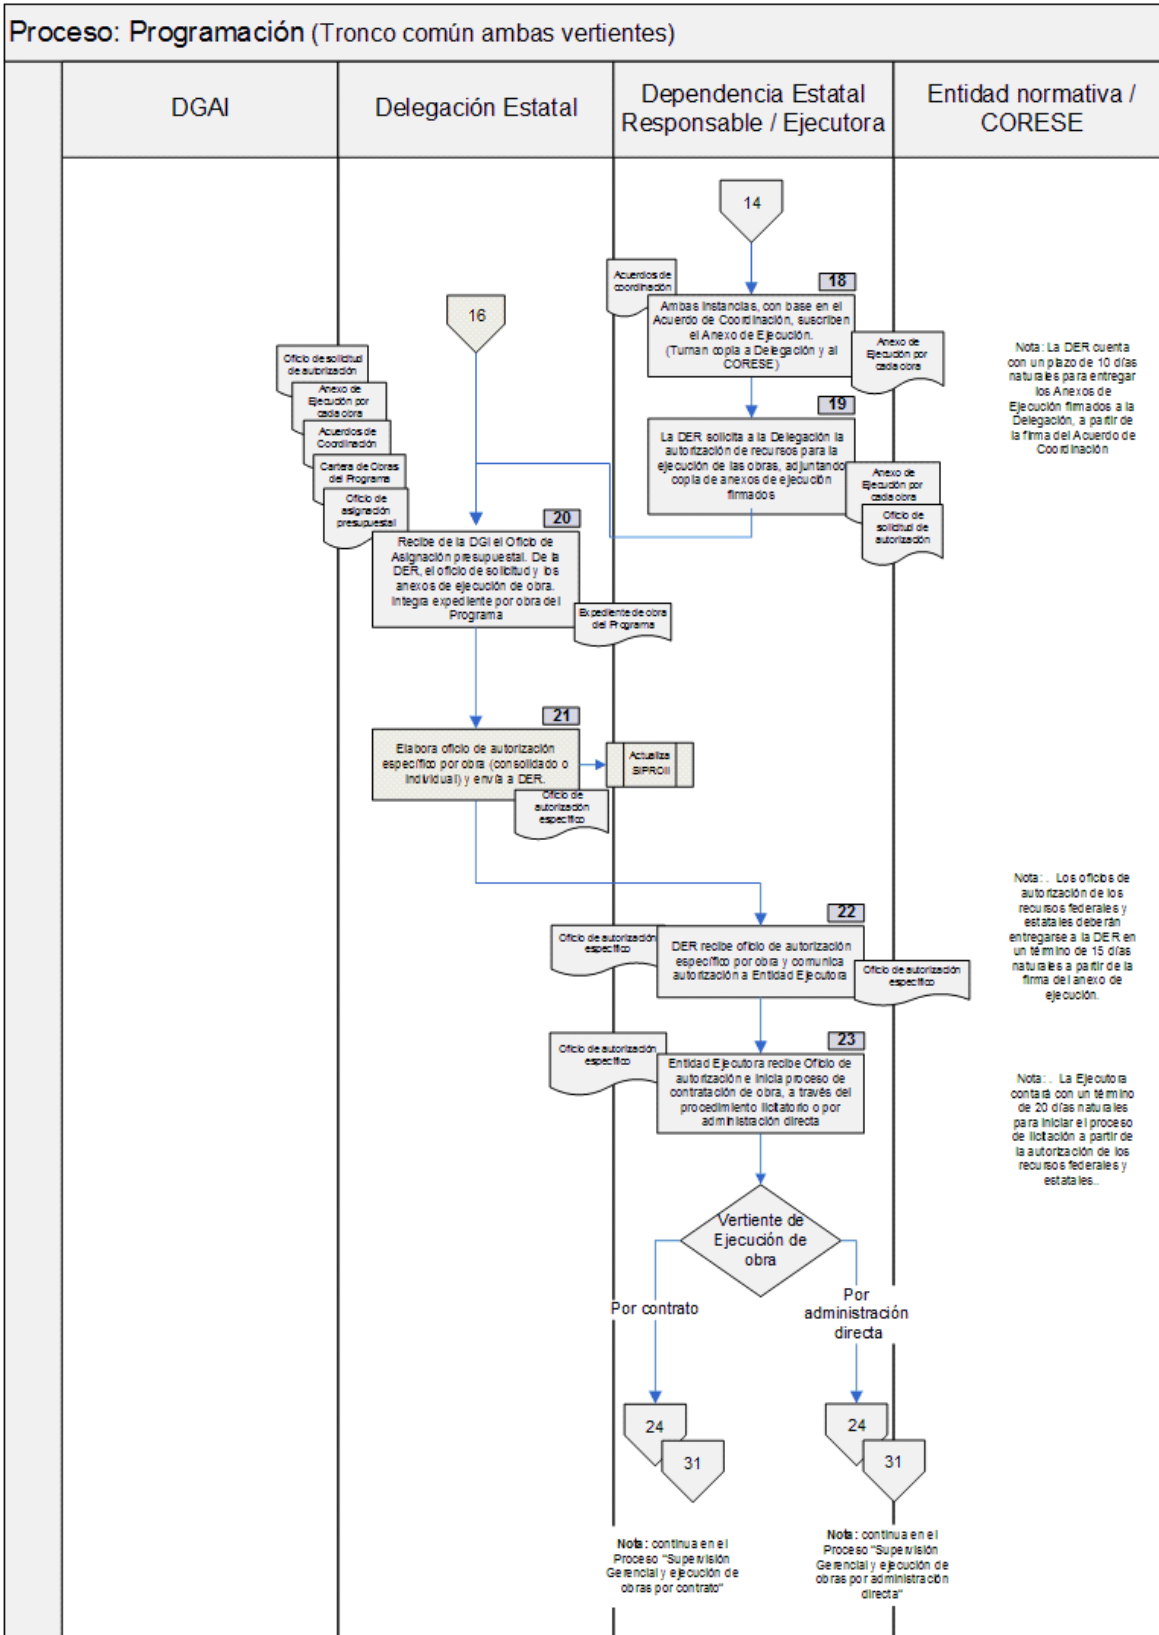 Proceso: Programación (Tronco común ambas vertientes)
DGAI
Delegación Estatal
Dependencia Estatal
Responsable / Ejecutora
Entidad normativa /
CORESE
14
Acuerdos de
coordinación
18
Ambas Instancias, con base en el
Acuerdo de Coordinación, suscriben
el Anexo de Ejecución.
(Turnan copia a Delegación y al
CORESE)
Anexo de
Ejecución por
cada obra
Nota: La DER cuenta
con un plazo de 10 días
naturales para entregar
los Anexos de
Ejecución firmados a la
Delegación, a partir de
la firma del Acuerdo de
Coordinación
16
Oficio de solicitud
de autorización
Anexo de
Ejecución por
cada obra
Acuerdos de
Coordinación
Cartera de Obras
del Programa
Oficio de
asignación
presupuestal
19
La DER solicita a la Delegación la
autorización de recursos para la
ejecución de las obras, adjuntando
copia de anexos de ejecución
firmados
Anexo de
Ejecución por
cada obra
Oficio de
solicitud de
autorización
20
Recibe de la DGI el Oficio de
Asignación presupuestal. De la
DER, el oficio de solicitud y los
anexos de ejecución de obra.
Integra expediente por obra del
Programa
Expediente de obra
del Programa
21
Elabora oficio de autorización
específico por obra (consolidado o
individual) y envía a DER.
Oficio de
autorización
específico
Actualiza
SIPROII
22
Oficio de autorización
específico
DER recibe oficio de autorización
específico por obra y comunica
autorización a Entidad Ejecutora
Oficio de autorización
específico
Nota: . Los oficios de
autorización de los
recursos federales y
estatales deberán
entregarse a la DER en
un término de 15 días
naturales a partir de la
firma del anexo de
ejecución.
23
Oficio de autorización
específico
Entidad Ejecutora recibe Oficio de
autorización e inicia proceso de
contratación de obra, a través del
procedimiento licitatorio o por
administración directa
Nota: . La Ejecutora
contará con un término
de 20 días naturales
para iniciar el proceso
de licitación a partir de
la autorización de los
recursos federales y
estatales..
Vertiente de
Ejecución de
obra
Por contrato
Por
administración
directa
24
31
24
31
Nota: continua en el
Proceso "Supervisión
Gerencial y ejecución de
obras por contrato"
Nota: continua en el
Proceso "Supervisión
Gerencial y ejecución de
obras por administración
directa"